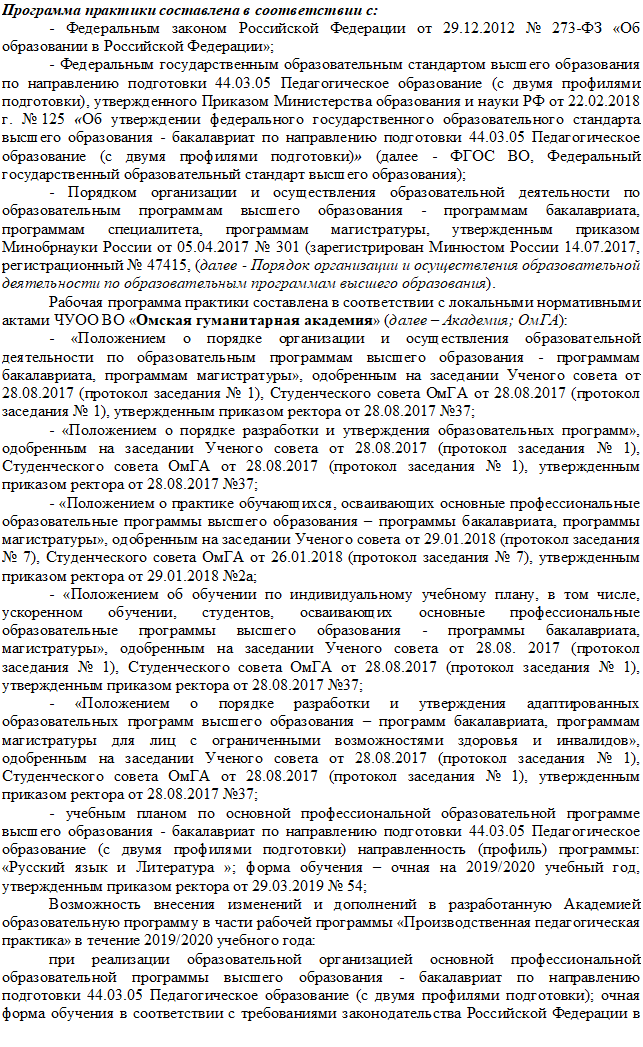 Программа практики составлена в соответствии с:
- Федеральным законом Российской Федерации от 29.12.2012 № 273-ФЗ «Об
образовании в Российской Федерации»;
- Федеральным государственным образовательным стандартом высшего образования
по направлению подготовки 44.03.05 Педагогическое образование (с двумя профилями
подготовки), утвержденного Приказом Министерства образования и науки РФ от 22.02.2018
г. №125 «Об утверждении федерального государственного образовательного стандарта
высшего образования - бакалавриат по направлению подготовки 44.03.05 Педагогическое
образование (с двумя профилями подготовки)» (далее - ФГОС ВО, Федеральный
государственный образовательный стандарт высшего образования);
- Порядком организации и осуществления образовательной деятельности по
образовательным программам высшего образования - программам бакалавриата,
программам специалитета, программам магистратуры, утвержденным приказом
Минобрнауки России от 05.04.2017 № 301 (зарегистрирован Минюстом России 14.07.2017,
регистрационный № 47415, (далее - Порядок организации и осуществления образовательной
деятельности по образовательным программам высшего образования).
Рабочая программа практики составлена в соответствии с локальными нормативными
актами ЧУОО ВО «Омская гуманитарная академия» (далее – Академия; ОмГА):
- «Положением о порядке организации и осуществления образовательной
деятельности по образовательным программам высшего образования - программам
бакалавриата, программам магистратуры», одобренным на заседании Ученого совета от
28.08.2017 (протокол заседания № 1), Студенческого совета ОмГА от 28.08.2017 (протокол
заседания № 1), утвержденным приказом ректора от 28.08.2017 №37;
- «Положением о порядке разработки и утверждения образовательных программ»,
одобренным на заседании Ученого совета от 28.08.2017 (протокол заседания № 1),
Студенческого совета ОмГА от 28.08.2017 (протокол заседания № 1), утвержденным
приказом ректора от 28.08.2017 №37;
- «Положением о практике обучающихся, осваивающих основные профессиональные
образовательные программы высшего образования – программы бакалавриата, программы
магистратуры», одобренным на заседании Ученого совета от 29.01.2018 (протокол заседания
№ 7), Студенческого совета ОмГА от 26.01.2018 (протокол заседания № 7), утвержденным
приказом ректора от 29.01.2018 №2а;
- «Положением об обучении по индивидуальному учебному плану, в том числе,
ускоренном обучении, студентов, осваивающих основные профессиональные
образовательные программы высшего образования - программы бакалавриата,
магистратуры», одобренным на заседании Ученого совета от 28.08. 2017 (протокол
заседания № 1), Студенческого совета ОмГА от 28.08.2017 (протокол заседания № 1),
утвержденным приказом ректора от 28.08.2017 №37;
- «Положением о порядке разработки и утверждения адаптированных
образовательных программ высшего образования – программ бакалавриата, программам
магистратуры для лиц с ограниченными возможностями здоровья и инвалидов»,
одобренным на заседании Ученого совета от 28.08.2017 (протокол заседания № 1),
Студенческого совета ОмГА от 28.08.2017 (протокол заседания № 1), утвержденным
приказом ректора от 28.08.2017 №37;
- учебным планом по основной профессиональной образовательной программе
высшего образования - бакалавриат по направлению подготовки 44.03.05 Педагогическое
образование (с двумя профилями подготовки) направленность (профиль) программы:
«Русский язык и Литература »; форма обучения – очная на 2019/2020 учебный год,
утвержденным приказом ректора от 29.03.2019 № 54;
Возможность внесения изменений и дополнений в разработанную Академией
образовательную программу в части рабочей программы «Производственная педагогическая
практика» в течение 2019/2020 учебного года:
при реализации образовательной организацией основной профессиональной
образовательной программы высшего образования - бакалавриат по направлению
подготовки 44.03.05 Педагогическое образование (с двумя профилями подготовки); очная
форма обучения в соответствии с требованиями законодательства Российской Федерации в